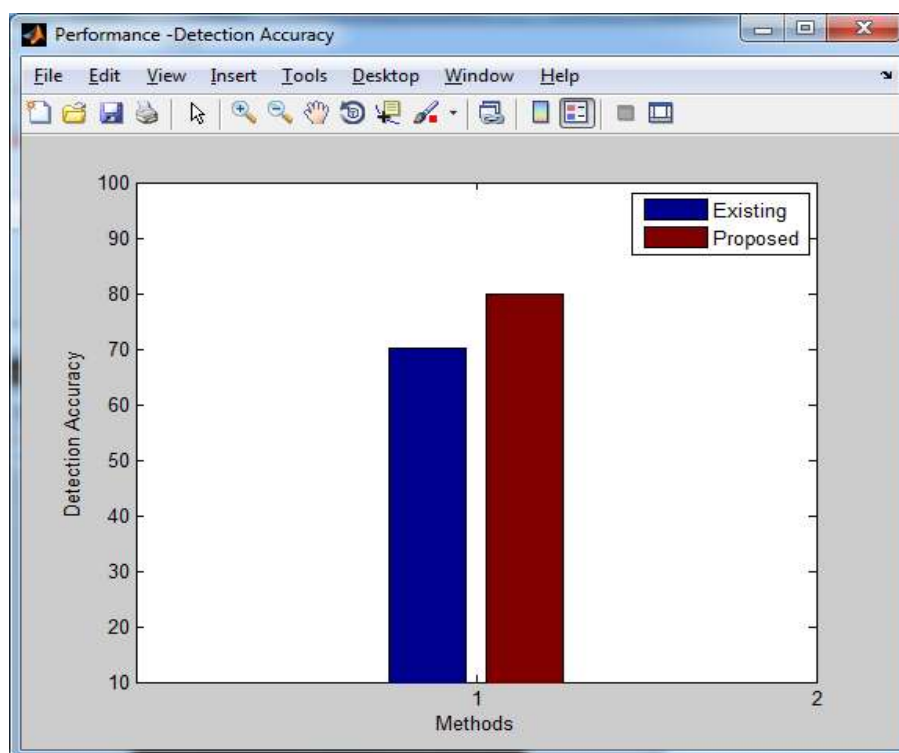 Performance -Detection Accuracy
File Edit View Insert Tools Desktop Window Help
100
90
80
70
60
50
40
30
20
10
Detection Accuracy
Existing
Proposed
1 2
Methods